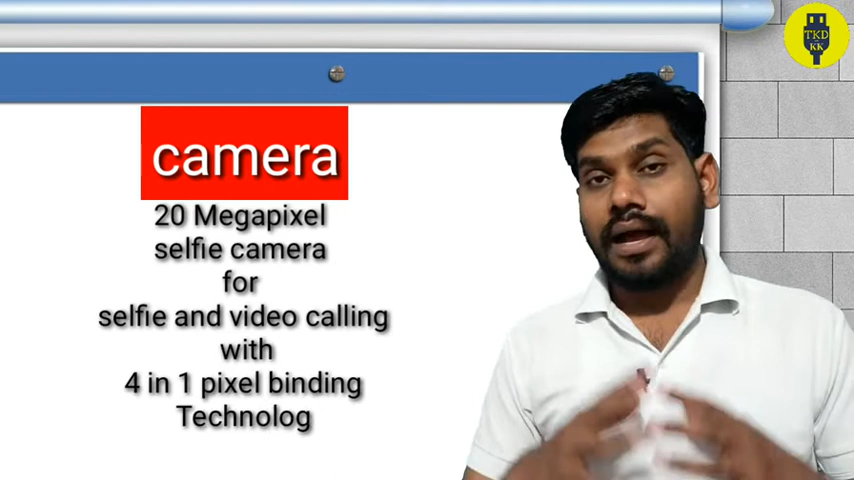 TKD
KK
camera
20 Megapixel
selfie camera
for
selfie and video calling
with
4 in 1 pixel binding
Technolog